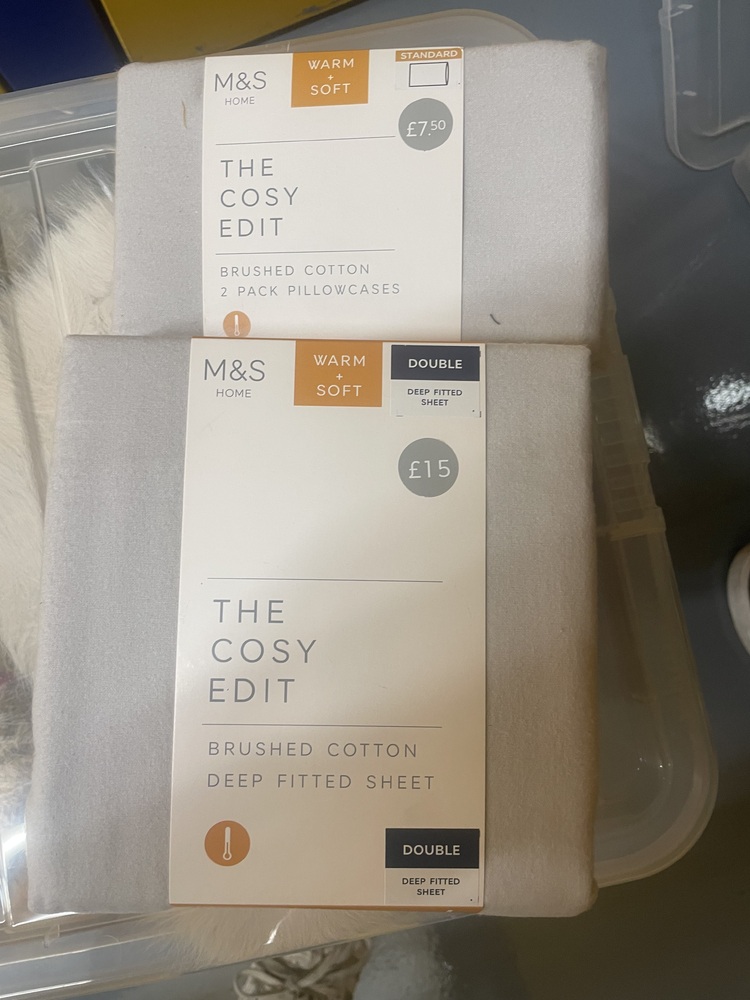 M&S
HOME
WARM
+
SOFT
STANDARD
£7.50
THE
COSY
EDIT
BRUSHED COTTON
2 PACK PILLOWCASES
M&S
HOME
WARM
+
SOFT
DOUBLE
DEEP FITTED
SHEET
£15
THE
COSY
EDIT
BRUSHED COTTON
DEEP FITTED SHEET
DOUBLE
DEEP FITTED
SHEET